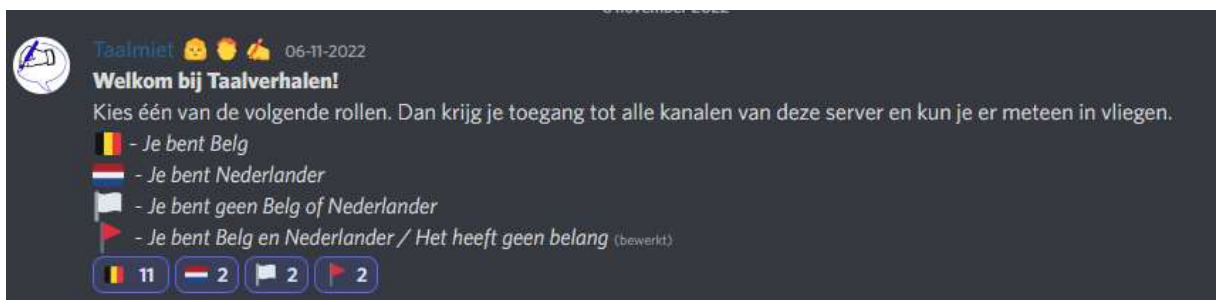 Taalmiet 06-11-2022
Welkom bij Taalverhalen!
Kies één van de volgende rollen. Dan krijg je toegang tot alle kanalen van deze server en kun je er meteen in vliegen.
- Je bent Belg
- Je bent Nederlander
- Je bent geen Belg of Nederlander
- Je bent Belg en Nederlander / Het heeft geen belang (bewerkt)
11 2 2 2